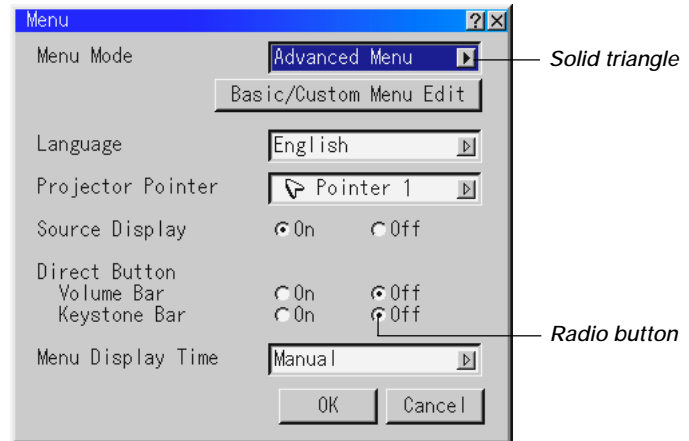 Menu
Menu Mode Advanced Menu Solid triangle
Basic/Custom Menu Edit
Language English
Projector Pointer Pointer 1
Source Display On Off
Direct Button
Volume Bar On Off
Keystone Bar On Off
Radio button
Menu Display Time Manual
OK Cancel